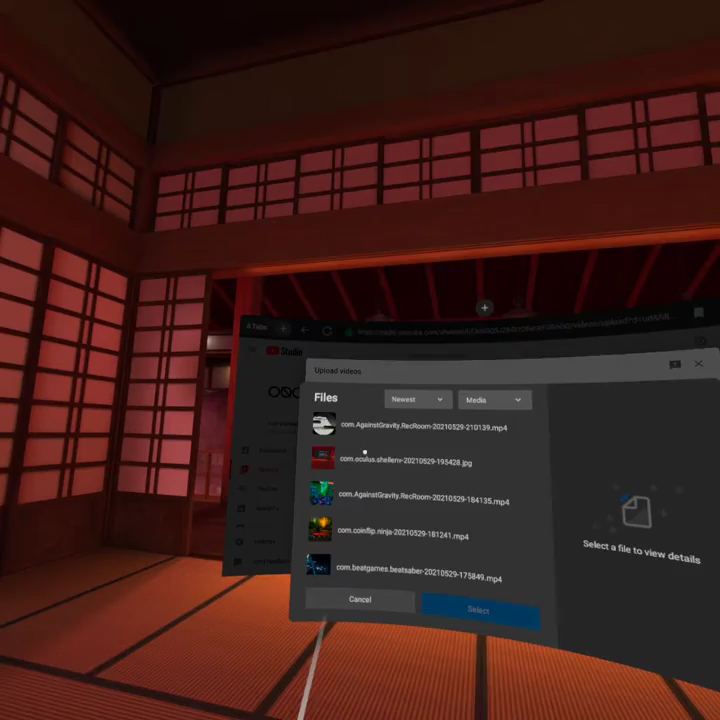 6 Tabs
Studio
Upload videos
Files
Newest
Media
com.AgainstGravity.RecRoom-20210529-210139.mp4
com.oculus.shellenv-20210529-195428.jpg
com.AgainstGravity.RecRoom-20210529-184135.mp4
com.coinflip.ninja-20210529-181241.mp4
com.beatgames.beatsaber-20210529-175849.mp4
Cancel
Select
Select a file to view details